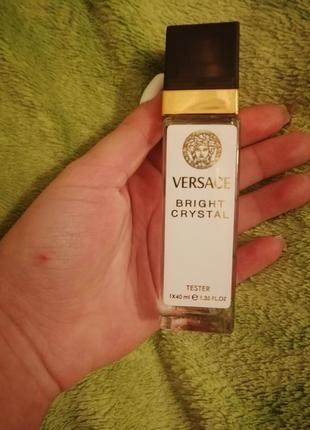 VERSACE
BRIGHT
CRYSTAL
TESTER
1X40 ml ℮ 1.35 FL.OZ